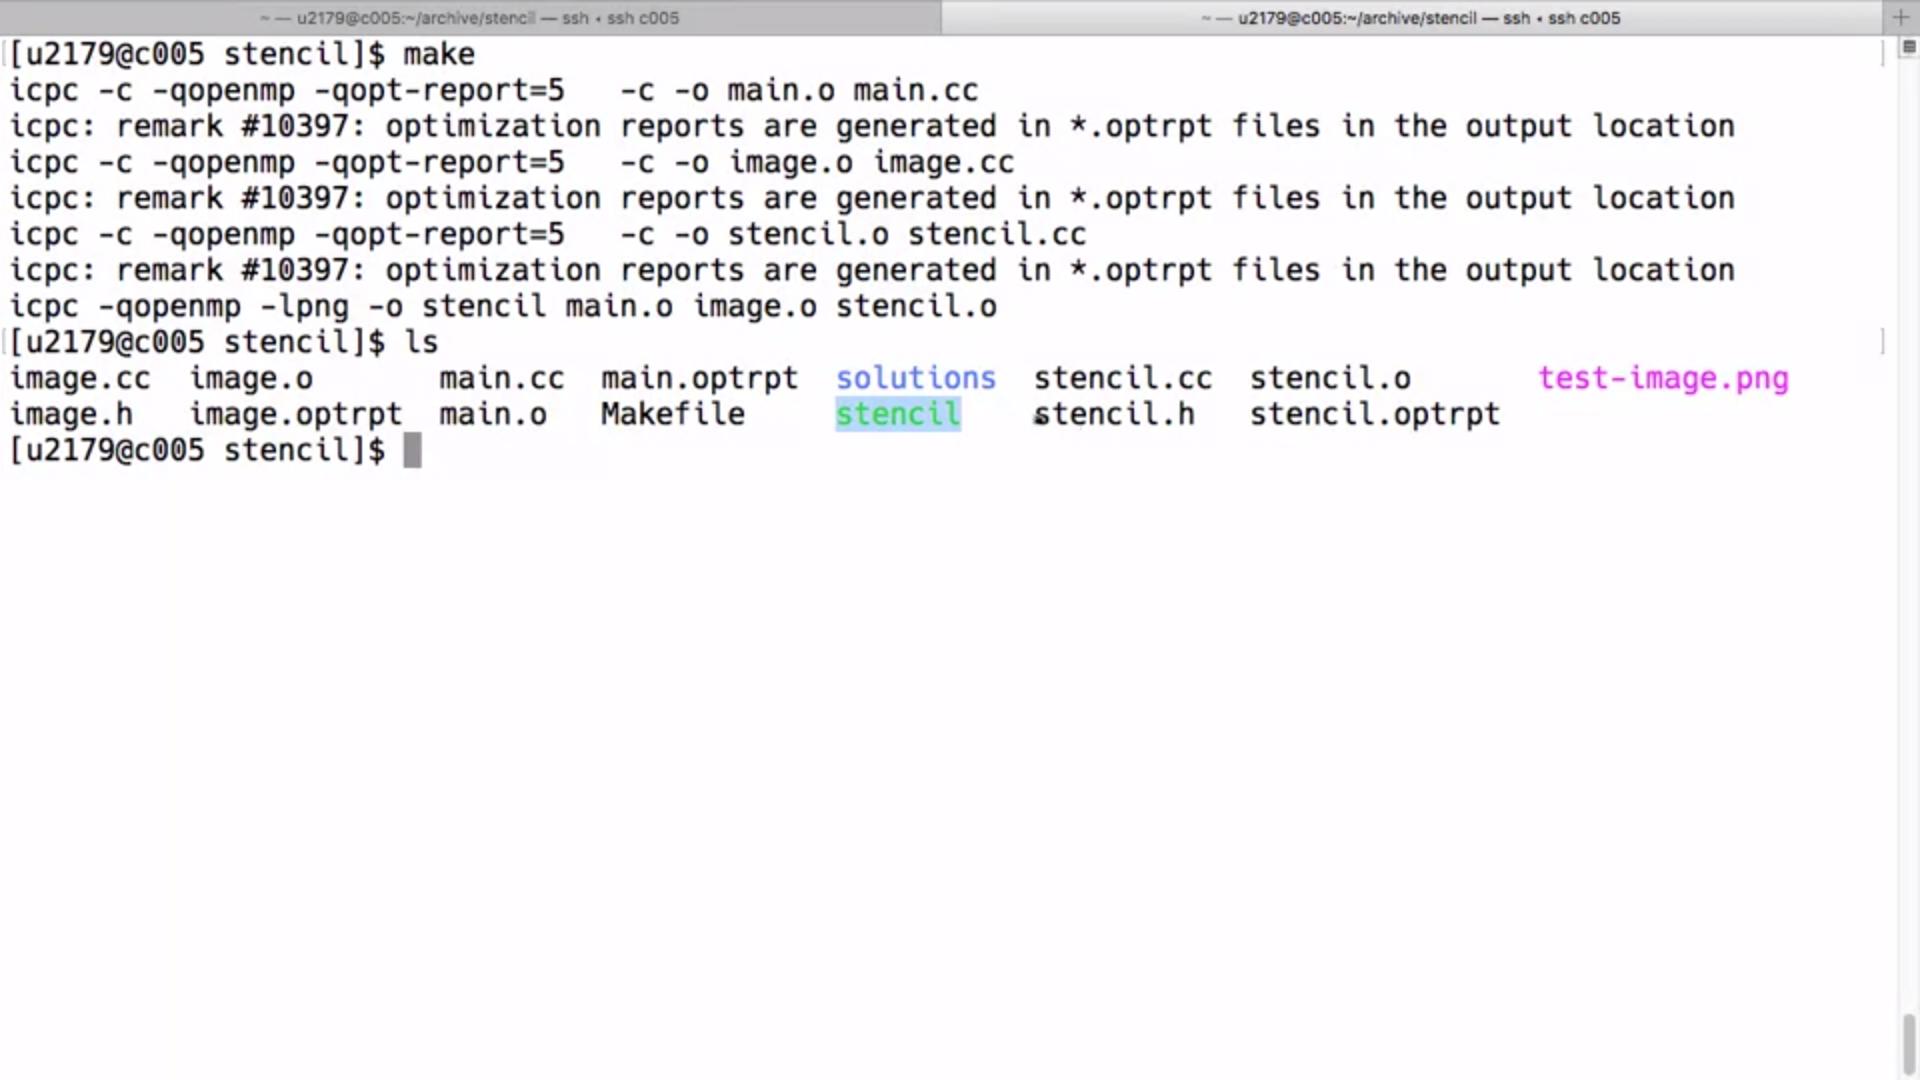 ~ — u2179@c005:~/archive/stencil — ssh • ssh c005
~ — u2179@c005:~/archive/stencil — ssh • ssh c005
[u2179@c005 stencil]$ make
icpc -c -qopenmp -qopt-report=5   -c -o main.o main.cc
icpc: remark #10397: optimization reports are generated in *.optrpt files in the output location
icpc -c -qopenmp -qopt-report=5   -c -o image.o image.cc
icpc: remark #10397: optimization reports are generated in *.optrpt files in the output location
icpc -c -qopenmp -qopt-report=5   -c -o stencil.o stencil.cc
icpc: remark #10397: optimization reports are generated in *.optrpt files in the output location
icpc -qopenmp -lpng -o stencil main.o image.o stencil.o
[u2179@c005 stencil]$ ls
image.cc  image.o       main.cc  main.optrpt  solutions  stencil.cc  stencil.o       test-image.png
image.h   image.optrpt  main.o   Makefile     stencil    stencil.h   stencil.optrpt
[u2179@c005 stencil]$